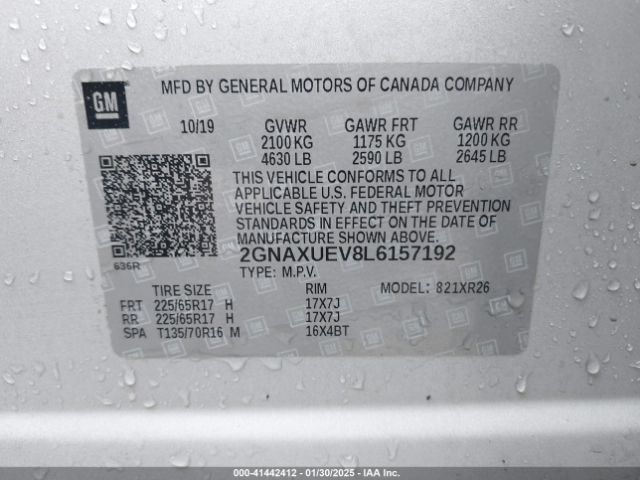 GM
MFD BY GENERAL MOTORS OF CANADA COMPANY
10/19 GVWR GAWR FRT GAWR RR
2100 KG 1175 KG 1200 KG
4630 LB 2590 LB 2645 LB
THIS VEHICLE CONFORMS TO ALL
APPLICABLE U.S. FEDERAL MOTOR
VEHICLE SAFETY AND THEFT PREVENTION
STANDARDS IN EFFECT ON THE DATE OF
MANUFACTURE SHOWN ABOVE.
636R
2GNAXUEV8L6157192
TYPE: M.P.V. MODEL: 821XR26
TIRE SIZE RIM
FRT 225/65R17 H 17X7J
RR 225/65R17 H 17X7J
SPA T135/70R16 M 16X4BT
000-41442412 - 01/30/2025 - IAAI.COM